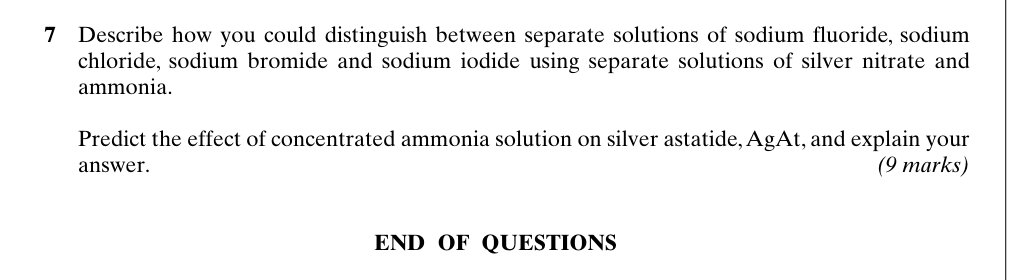 7 Describe how you could distinguish between separate solutions of sodium fluoride, sodium
chloride, sodium bromide and sodium iodide using separate solutions of silver nitrate and
ammonia.
Predict the effect of concentrated ammonia solution on silver astatide, AgAt, and explain your
answer. (9 marks)
END OF QUESTIONS